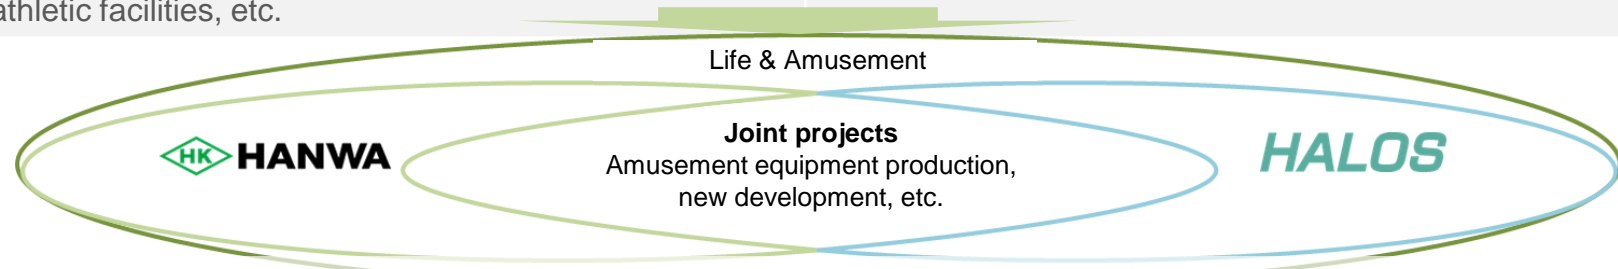 athletic facilities, etc.
Life & Amusement
Joint projects
HK HANWA
HALOS
Amusement equipment production,
new development, etc.